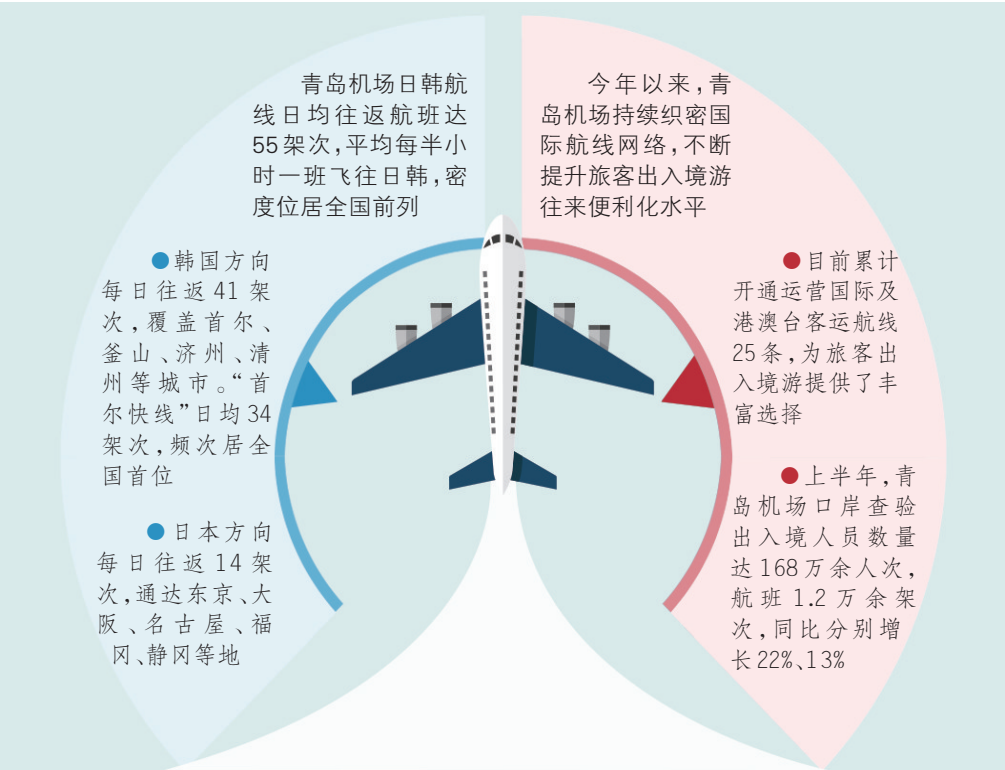 青岛机场日韩航
线日均往返航班达
55架次,平均每半小
时一班飞往日韩,密
度位居全国前列
●韩国方向
每日往返41架
次,覆盖首尔、
釜山、济州、清
州等城市。“首
尔快线”日均34
架次,频次居全
国首位
●日本方向
每日往返14架
次,通达东京、大
阪、名古屋、福
冈、静冈等地
今年以来,青
岛机场持续织密国
际航线网络,不断
提升旅客出入境游
往来便利化水平
●目前累计
开通运营国际及
港澳台客运航线
25条,为旅客出
入境游提供了丰
富选择
●上半年,青
岛机场口岸查验
出入境人员数量
达168万余人次,
航班1.2万余架
次,同比分别增
长22%、13%